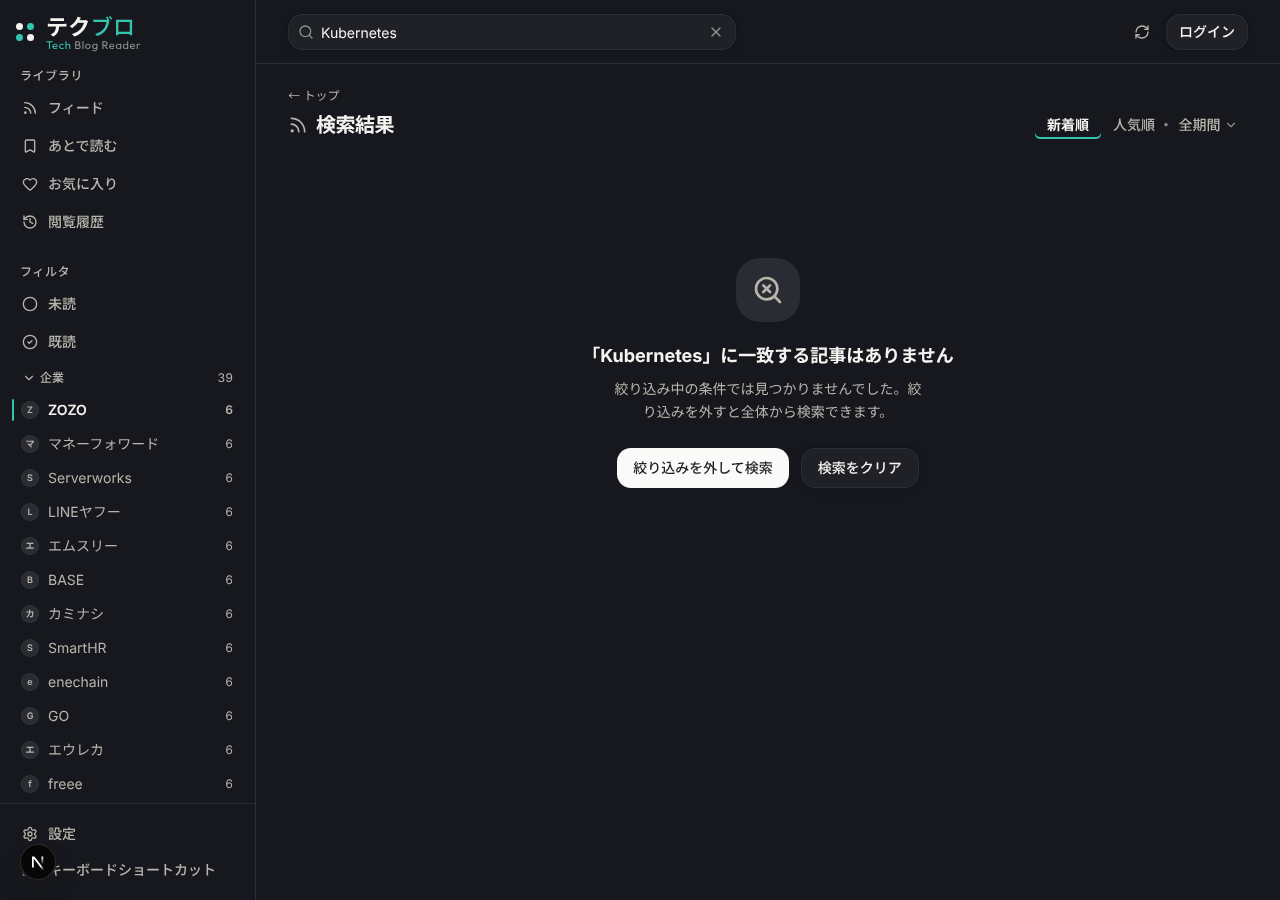 テクブロ
Tech Blog Reader
Kubernetes
ログイン
ライブラリ
フィード
あとで読む
お気に入り
閲覧履歴
フィルタ
未読
既読
企業 39
Z ZOZO 6
マ マネーフォワード 6
S Serverworks 6
L LINEヤフー 6
エ エムスリー 6
B BASE 6
カ カミナシ 6
S SmartHR 6
e enechain 6
G GO 6
エ エウレカ 6
f freee 6
設定
N
キーボードショートカット
← トップ
検索結果
新着順 人気順 ・ 全期間
「Kubernetes」に一致する記事はありません
絞り込み中の条件では見つかりませんでした。絞
り込みを外すと全体から検索できます。
絞り込みを外して検索 検索をクリア